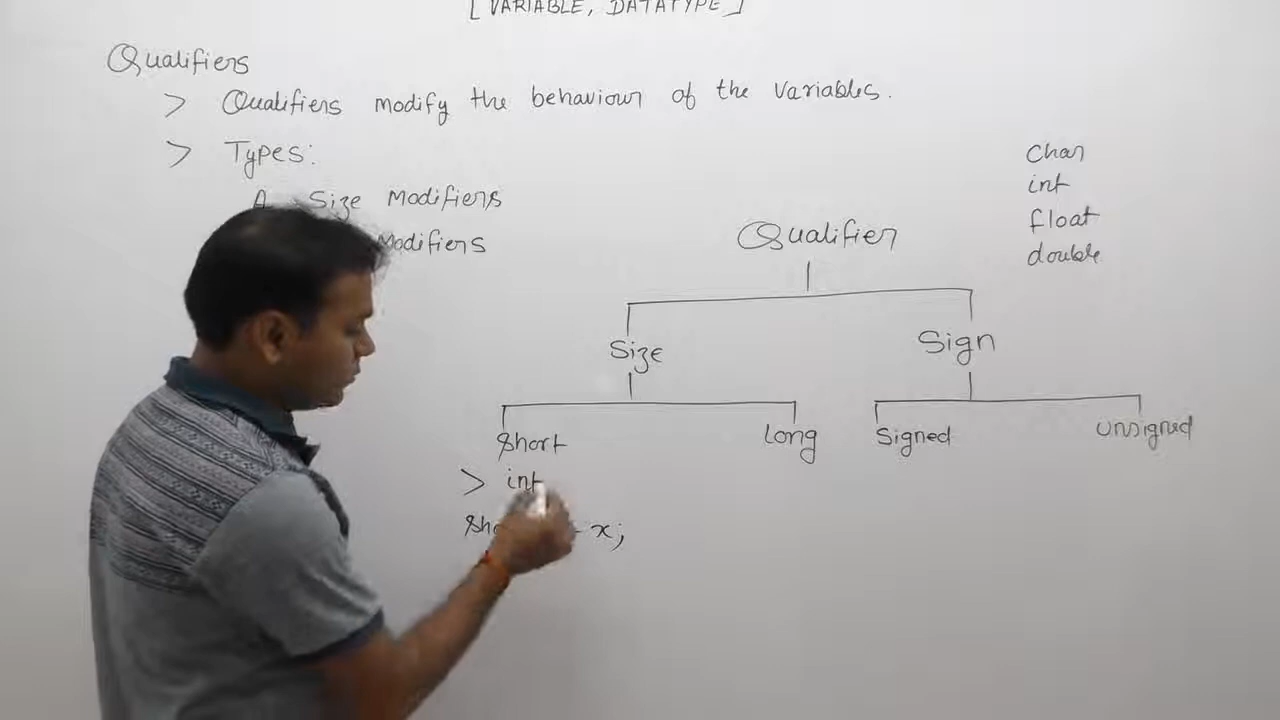 [ VARIABLE, DATATYPE ]
Qualifiers
> Qualifiers modify the behaviour of the variables.
> Types:
A. Size Modifiers
Modifiers
char
int
float
double
Qualifier
Size Sign
short long signed unsigned
> int
x;